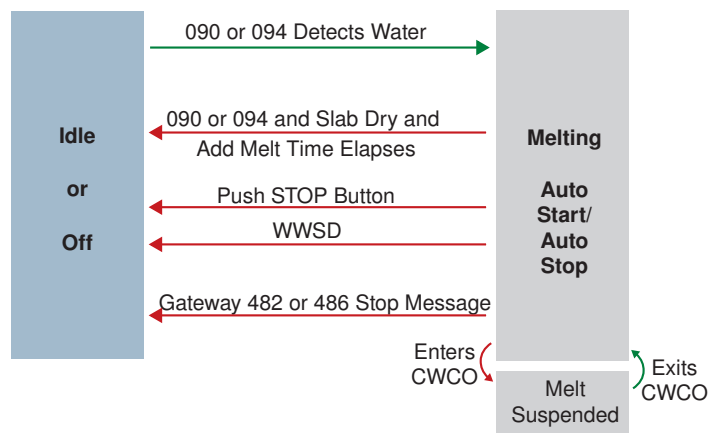 090 or 094 Detects Water
Idle
or
Off
090 or 094 and Slab Dry and
Add Melt Time Elapses
Push STOP Button
WWSD
Gateway 482 or 486 Stop Message
Melting
Auto
Start/
Auto
Stop
Enters
CWCO
Melt
Suspended
Exits
CWCO